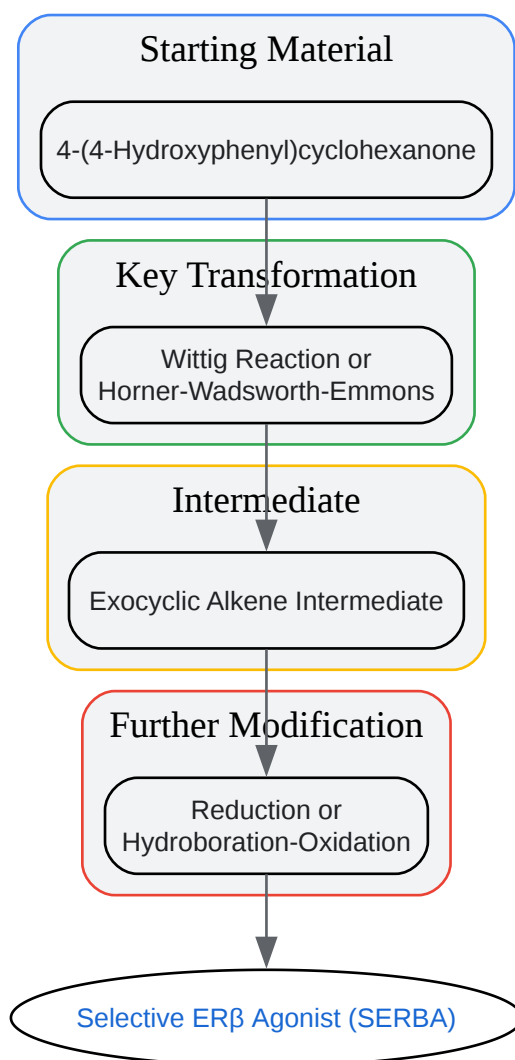 Starting Material
4-(4-Hydroxyphenyl)cyclohexanone
Key Transformation
Wittig Reaction or
Horner-Wadsworth-Emmons
Intermediate
Exocyclic Alkene Intermediate
Further Modification
Reduction or
Hydroboration-Oxidation
Selective ERβ Agonist (SERBA)